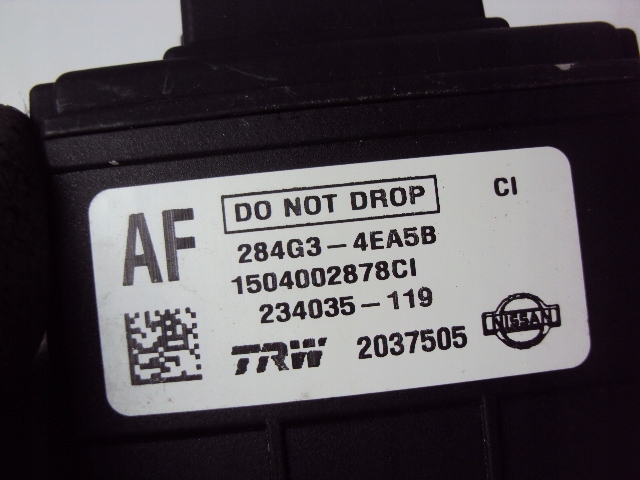 AF
DO NOT DROP CI
284G3-4EA5B
1504002878CI
234035-119
TRW 2037505 NISSAN